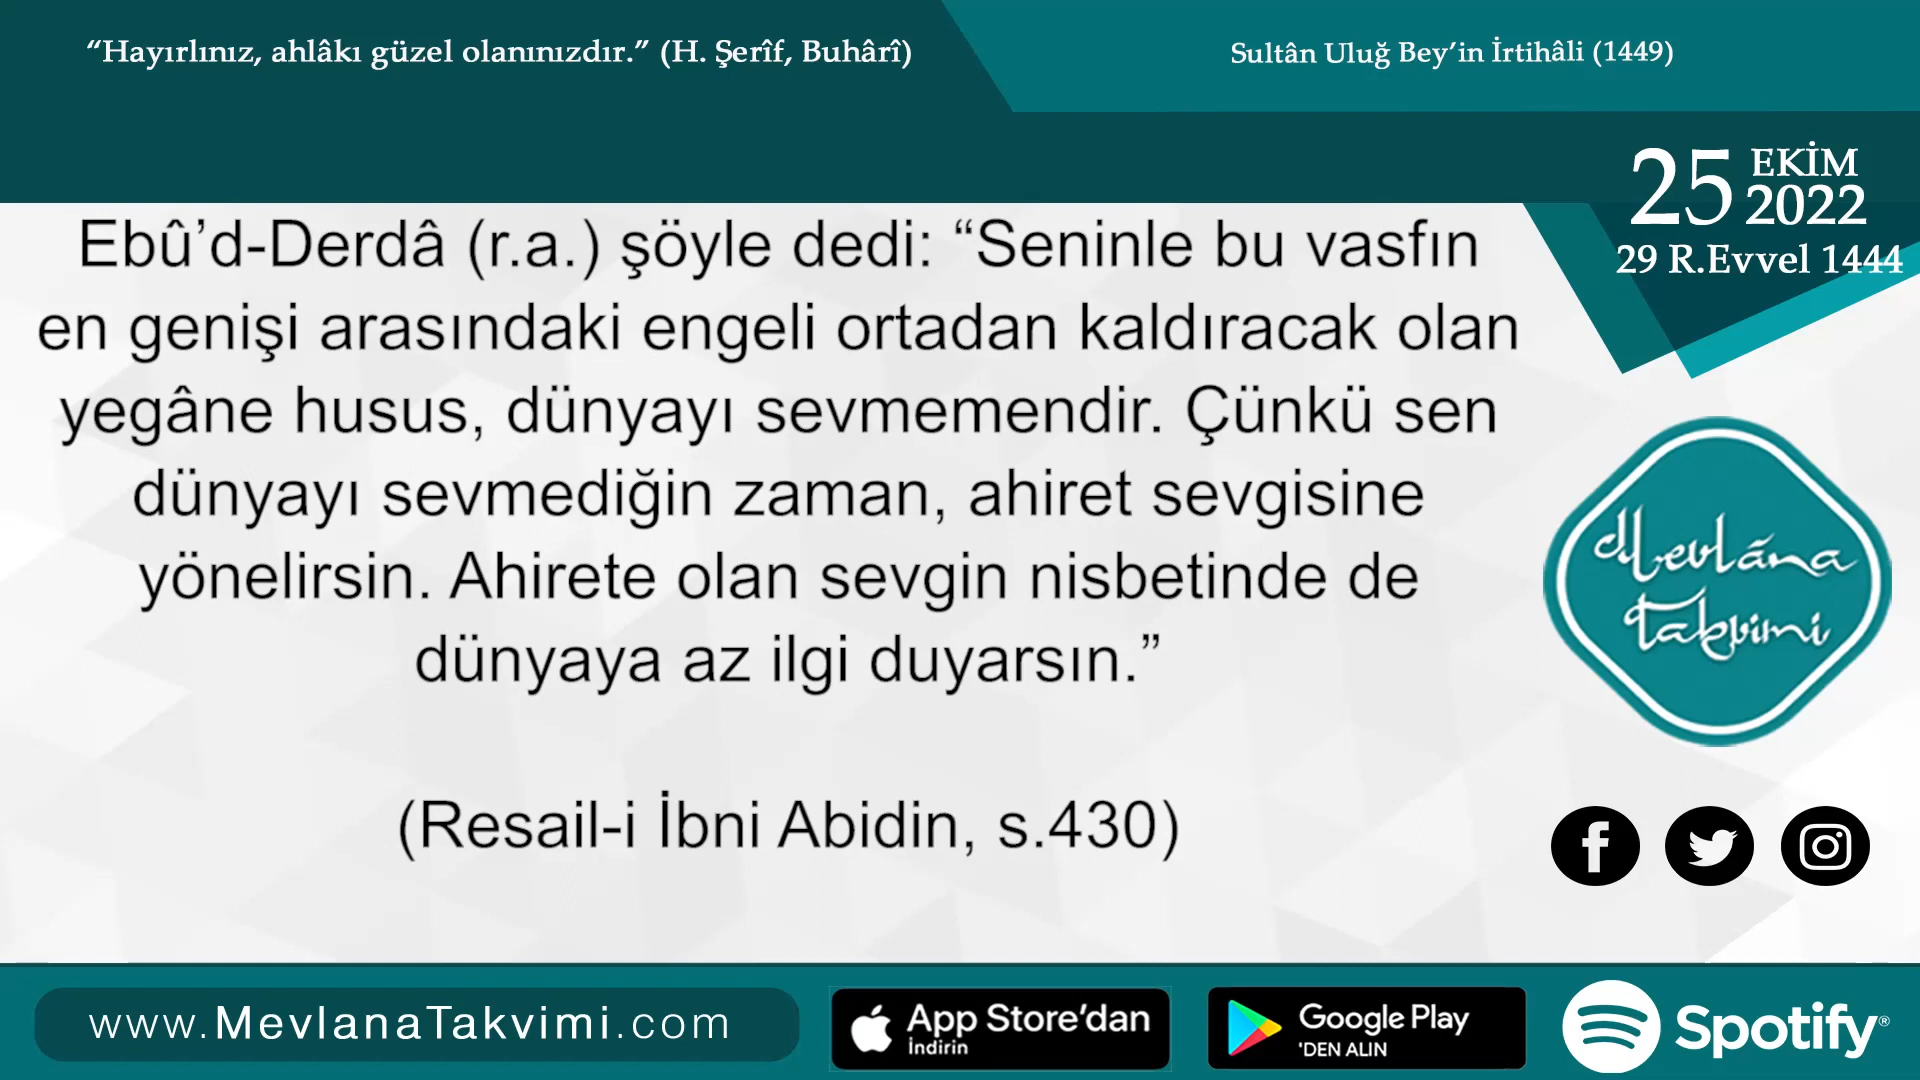 “Hayırlınız, ahlâkı güzel olanınızdır.” (H. Şerîf, Buhârî)
Sultân Uluğ Bey’in İrtihâli (1449)
25 EKİM
2022
29 R.Evvel 1444
Ebû’d-Derdâ (r.a.) şöyle dedi: “Seninle bu vasfın
en genişi arasındaki engeli ortadan kaldıracak olan
yegâne husus, dünyayı sevmemendir. Çünkü sen
dünyayı sevmediğin zaman, ahiret sevgisine
yönelirsin. Ahirete olan sevgin nisbetinde de
dünyaya az ilgi duyarsın.”
(Resail-i İbni Abidin, s.430)
Mevlâna
Takvimi
www.MevlanaTakvimi.com
App Store’dan
İndirin
Google Play
'DEN ALIN
Spotify®